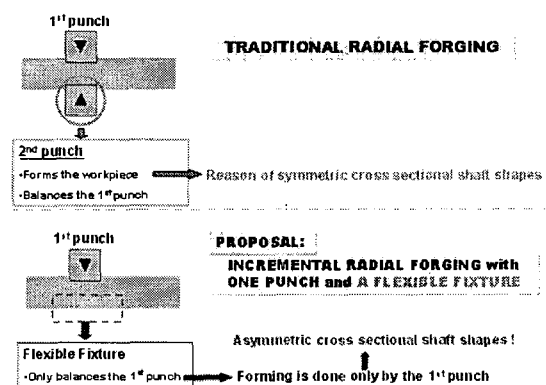 1st punch
TRADITIONAL RADIAL FORGING
2nd punch
•Forms the workpiece
Reason of symmetric cross sectional shaft shapes
•Balances the 1st punch
1st punch
PROPOSAL:
INCREMENTAL RADIAL FORGING with
ONE PUNCH and A FLEXIBLE FIXTURE
Asymmetric cross sectional shaft shapes !
Flexible Fixture
•Only balances the 1st punch
Forming is done only by the 1st punch